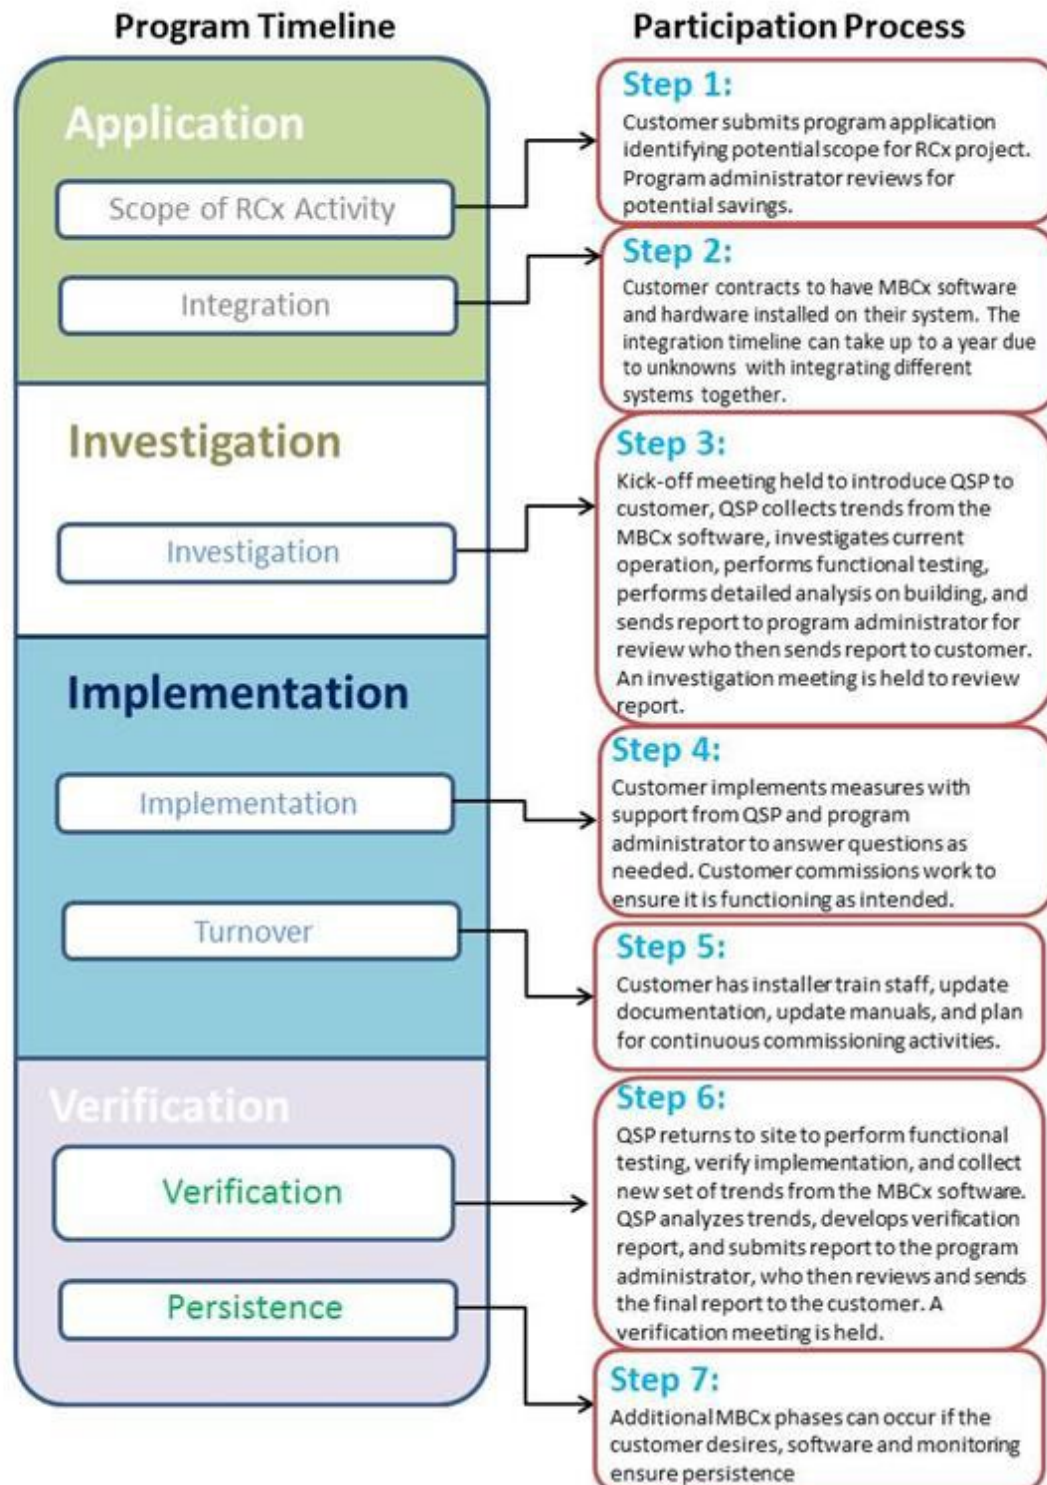 Program Timeline
Participation Process
Application
Scope of RCx Activity
Integration
Investigation
Investigation
Implementation
Implementation
Turnover
Verification
Verification
Persistence
Step 1:
Customer submits program application
identifying potential scope for RCx project.
Program administrator reviews for
potential savings.
Step 2:
Customer contracts to have MBCx software
and hardware installed on their system. The
integration timeline can take up to a year due
to unknowns with integrating different
systems together.
Step 3:
Kick-off meeting held to introduce QSP to
customer, QSP collects trends from the
MBCx software, investigates current
operation, performs functional testing,
performs detailed analysis on building, and
sends report to program administrator for
review who then sends report to customer.
An investigation meeting is held to review
report.
Step 4:
Customer implements measures with
support from QSP and program
administrator to answer questions as
needed. Customer commissions work to
ensure it is functioning as intended.
Step 5:
Customer has installer train staff, update
documentation, update manuals, and plan
for continuous commissioning activities.
Step 6:
QSP returns to site to perform functional
testing, verify implementation, and collect
new set of trends from the MBCx software.
QSP analyzes trends, develops verification
report, and submits report to the program
administrator, who then reviews and sends
the final report to the customer. A
verification meeting is held.
Step 7:
Additional MBCx phases can occur if the
customer desires, software and monitoring
ensure persistence